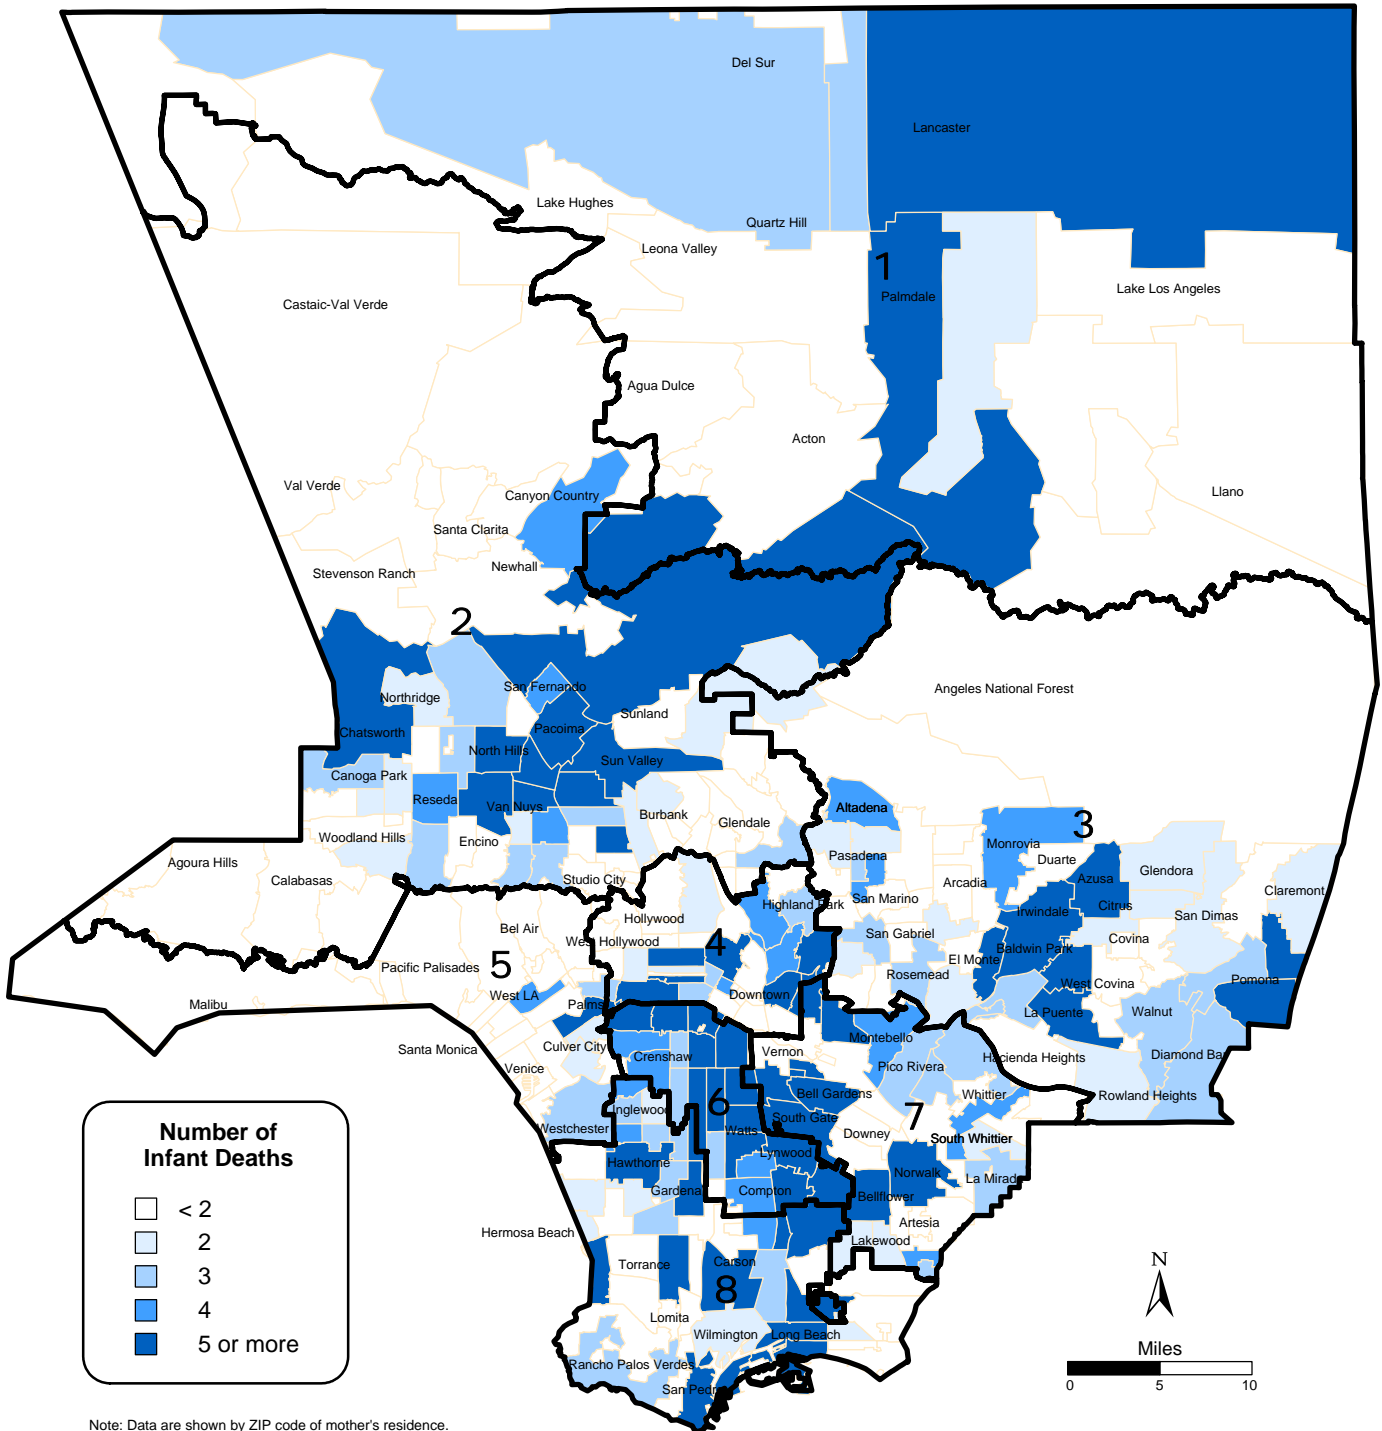 Del Sur
Lancaster
Lake Hughes
Quartz Hill
Leona Valley
1
Palmdale
Lake Los Angeles
Castaic-Val Verde
Agua Dulce
Acton
Val Verde
Canyon Country
Llano
Santa Clarita
Newhall
Stevenson Ranch
2
San Fernando
Angeles National Forest
Northridge
Sunland
Chatsworth
Pacoima
North Hills
Sun Valley
Canoga Park
Reseda
Van Nuys
Burbank
Altadena
Glendale
3
Woodland Hills
Encino
Monrovia
Pasadena
Duarte
Agoura Hills
Calabasas
Studio City
Arcadia
Azusa
Glendora
Claremont
San Marino
Highland Park
Citrus
Irwindale
San Dimas
Hollywood
Bel Air
West Hollywood
4
San Gabriel
Covina
Baldwin Park
El Monte
Pacific Palisades
5
Rosemead
West Covina
Pomona
West LA
Downtown
Malibu
Palms
La Puente
Walnut
Santa Monica
Culver City
Crenshaw
Vernon
Montebello
Hacienda Heights
Diamond Bar
Venice
Pico Rivera
Bell Gardens
Whittier
Rowland Heights
Inglewood
6
7
South Gate
Westchester
Watts
Downey
South Whittier
Lynwood
Hawthorne
Norwalk
La Mirada
Gardena
Compton
Bellflower
Hermosa Beach
Artesia
Lakewood
Torrance
Carson
8
Lomita
Wilmington
Long Beach
Rancho Palos Verdes
San Pedro
Number of
Infant Deaths
< 2
2
3
4
5 or more
N
Miles
0 5 10
Note: Data are shown by ZIP code of mother's residence.